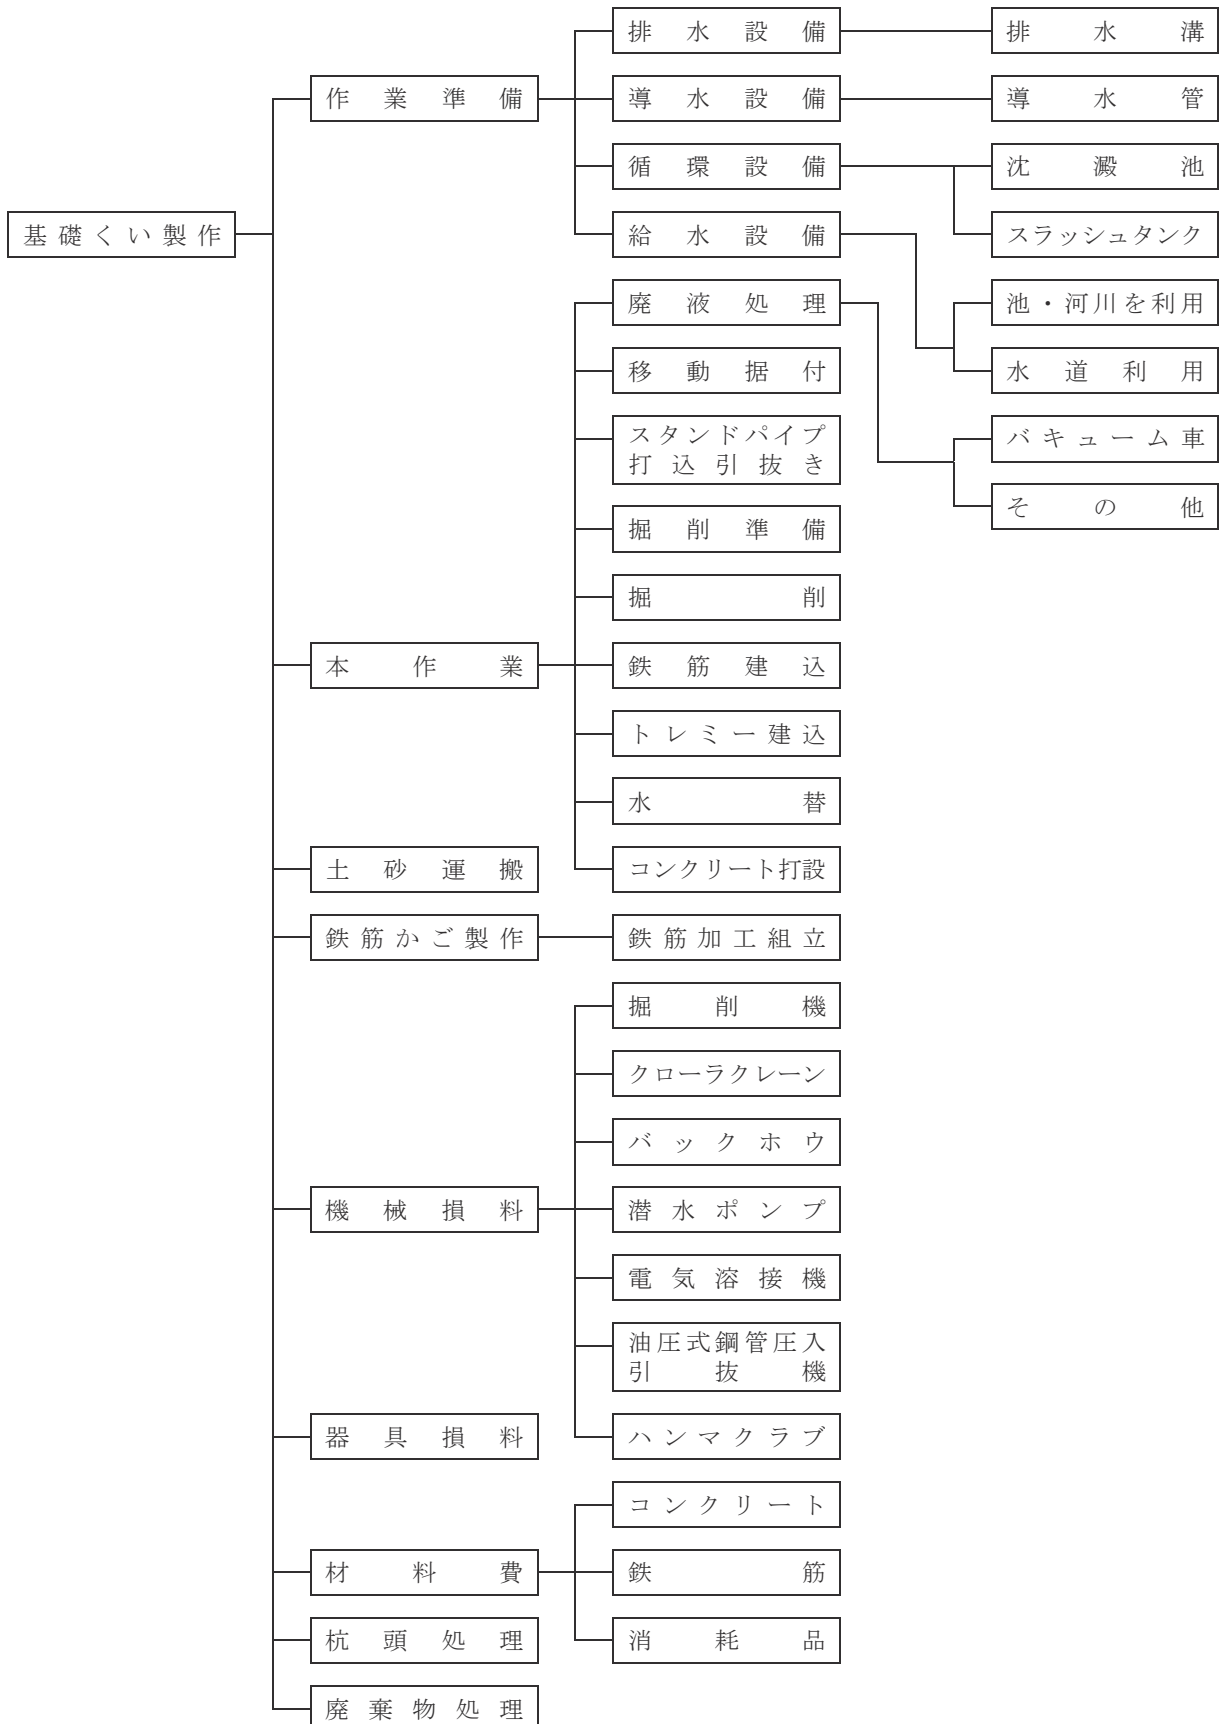 基礎くい製作
作業準備
排水設備
排水溝
導水設備
導水管
循環設備
沈澱池
スラッシュタンク
給水設備
池・河川を利用
水道利用
本作業
廃液処理
バキューム車
その他
移動据付
スタンドパイプ
打込引抜き
掘削準備
掘削
鉄筋建込
トレミー建込
水替
コンクリート打設
土砂運搬
鉄筋かご製作
鉄筋加工組立
機械損料
掘削機
クローラクレーン
バックホウ
潜水ポンプ
電気溶接機
油圧式鋼管圧入
引抜機
ハンマクラブ
器具損料
材料費
コンクリート
鉄筋
消耗品
杭頭処理
廃棄物処理